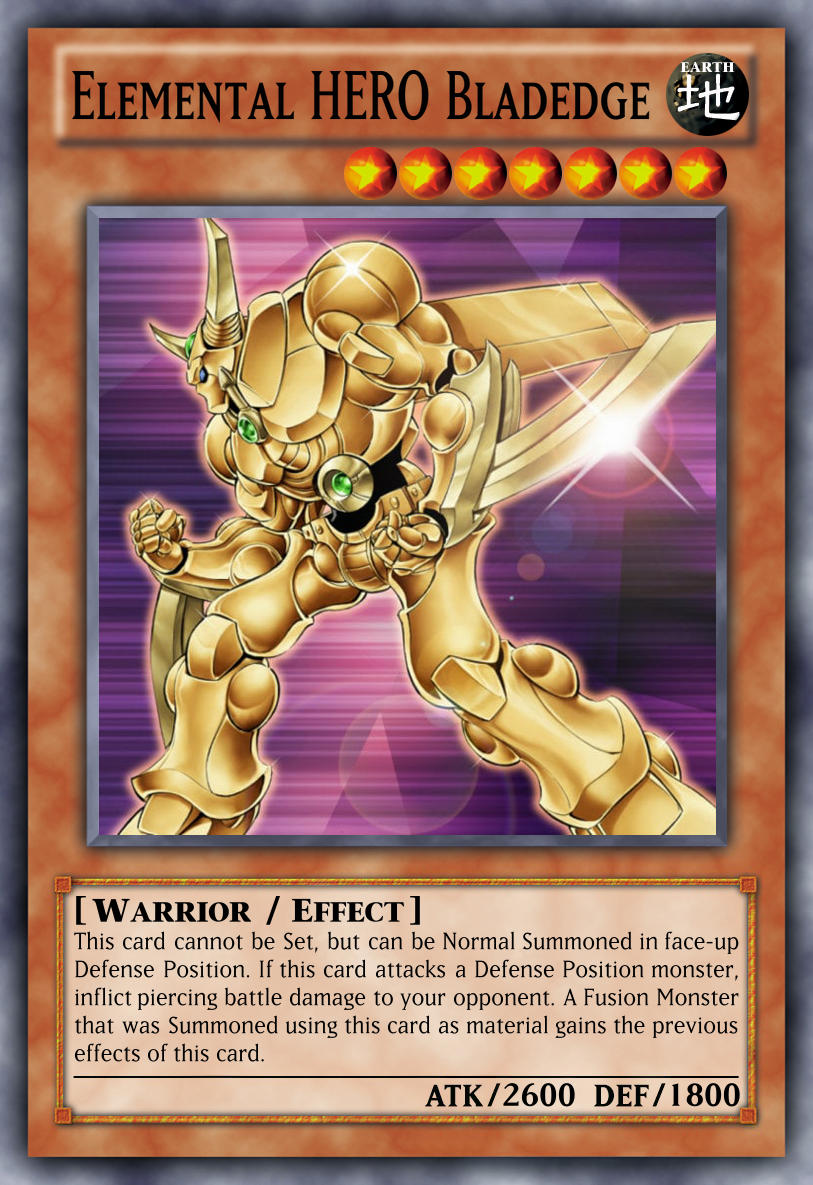 Elemental HERO Bladedge
EARTH
地
[ Warrior / Effect ]
This card cannot be Set, but can be Normal Summoned in face-up
Defense Position. If this card attacks a Defense Position monster,
inflict piercing battle damage to your opponent. A Fusion Monster
that was Summoned using this card as material gains the previous
effects of this card.
ATK/2600 DEF/1800